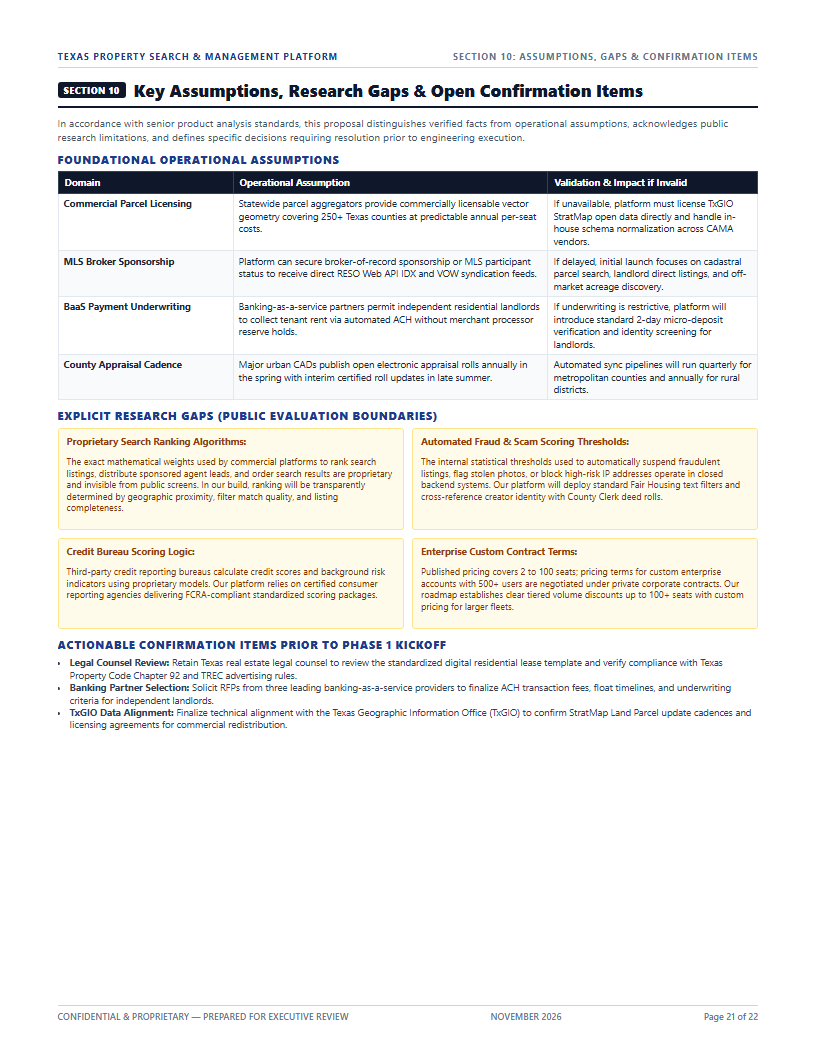 TEXAS PROPERTY SEARCH & MANAGEMENT PLATFORM
SECTION 10: ASSUMPTIONS, GAPS & CONFIRMATION ITEMS
SECTION 10 Key Assumptions, Research Gaps & Open Confirmation Items
In accordance with senior product analysis standards, this proposal distinguishes verified facts from operational assumptions, acknowledges public
research limitations, and defines specific decisions requiring resolution prior to engineering execution.
FOUNDATIONAL OPERATIONAL ASSUMPTIONS
Domain
Operational Assumption
Validation & Impact if Invalid
Commercial Parcel Licensing
Statewide parcel aggregators provide commercially licensable vector
geometry covering 250+ Texas counties at predictable annual per-seat
costs.
If unavailable, platform must license TxGIO
StratMap open data directly and handle in-
house schema normalization across CAMA
vendors.
MLS Broker Sponsorship
Platform can secure broker-of-record sponsorship or MLS participant
status to receive direct RESO Web API IDX and VOW syndication feeds.
If delayed, initial launch focuses on cadastral
parcel search, landlord direct listings, and off-
market acreage discovery.
BaaS Payment Underwriting
Banking-as-a-service partners permit independent residential landlords
to collect tenant rent via automated ACH without merchant processor
reserve holds.
If underwriting is restrictive, platform will
introduce standard 2-day micro-deposit
verification and identity screening for
landlords.
County Appraisal Cadence
Major urban CADs publish open electronic appraisal rolls annually in
the spring with interim certified roll updates in late summer.
Automated sync pipelines will run quarterly for
metropolitan counties and annually for rural
districts.
EXPLICIT RESEARCH GAPS (PUBLIC EVALUATION BOUNDARIES)
Proprietary Search Ranking Algorithms:
The exact mathematical weights used by commercial platforms to rank search
listings, distribute sponsored agent leads, and order search results are proprietary
and invisible from public screens. In our build, ranking will be transparently
determined by geographic proximity, filter match quality, and listing
completeness.
Automated Fraud & Scam Scoring Thresholds:
The internal statistical thresholds used to automatically suspend fraudulent
listings, flag stolen photos, or block high-risk IP addresses operate in closed
backend systems. Our platform will deploy standard Fair Housing text filters and
cross-reference creator identity with County Clerk deed rolls.
Credit Bureau Scoring Logic:
Third-party credit reporting bureaus calculate credit scores and background risk
indicators using proprietary models. Our platform relies on certified consumer
reporting agencies delivering FCRA-compliant standardized scoring packages.
Enterprise Custom Contract Terms:
Published pricing covers 2 to 100 seats; pricing terms for custom enterprise
accounts with 500+ users are negotiated under private corporate contracts. Our
roadmap establishes clear tiered volume discounts up to 100+ seats with custom
pricing for larger fleets.
ACTIONABLE CONFIRMATION ITEMS PRIOR TO PHASE 1 KICKOFF
• Legal Counsel Review: Retain Texas real estate legal counsel to review the standardized digital residential lease template and verify compliance with Texas
Property Code Chapter 92 and TREC advertising rules.
• Banking Partner Selection: Solicit RFPs from three leading banking-as-a-service providers to finalize ACH transaction fees, float timelines, and underwriting
criteria for independent landlords.
• TxGIO Data Alignment: Finalize technical alignment with the Texas Geographic Information Office (TxGIO) to confirm StratMap Land Parcel update cadences and
licensing agreements for commercial redistribution.
CONFIDENTIAL & PROPRIETARY — PREPARED FOR EXECUTIVE REVIEW
NOVEMBER 2026
Page 21 of 22